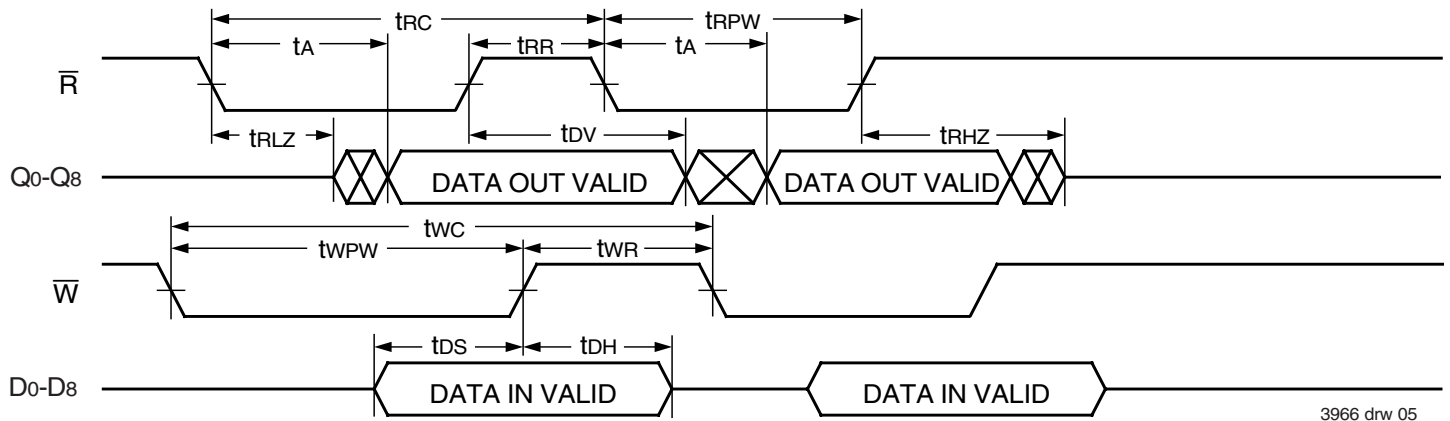 tRC
tRPW
tA
tRR
tA
R̅
tRLZ
tDV
tRHZ
Q0-Q8
DATA OUT VALID
DATA OUT VALID
tWC
tWPW
tWR
W̅
tDS
tDH
D0-D8
DATA IN VALID
DATA IN VALID
3966 drw 05